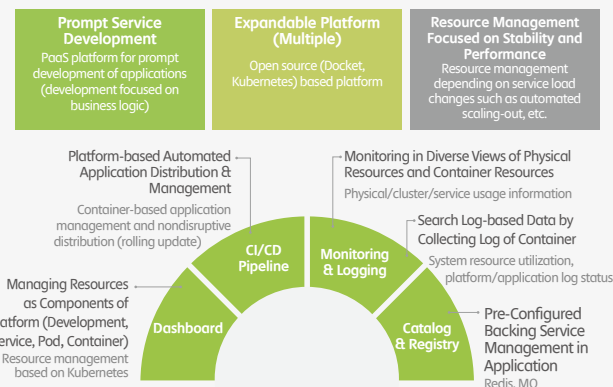 Prompt Service
Development
PaaS platform for prompt
development of applications
(development focused on
business logic)
Expandable Platform
(Multiple)
Open source (Docket,
Kubernetes) based platform
Resource Management
Focused on Stability and
Performance
Resource management
depending on service load
changes such as automated
scaling-out, etc.
Platform-based Automated
Application Distribution &
Management
Container-based application
management and nondisruptive
distribution (rolling update)
Monitoring in Diverse Views of Physical
Resources and Container Resources
Physical/cluster/service usage information
Search Log-based Data by
Collecting Log of Container
System resource utilization,
platform/application log status
Managing Resources
as Components of
atform (Development,
ervice, Pod, Container)
Resource management
based on Kubernetes
Pre-Configured
Backing Service
Management in
Application
Redis, MQ
Dashboard
CI/CD
Pipeline
Monitoring
& Logging
Catalog
& Registry